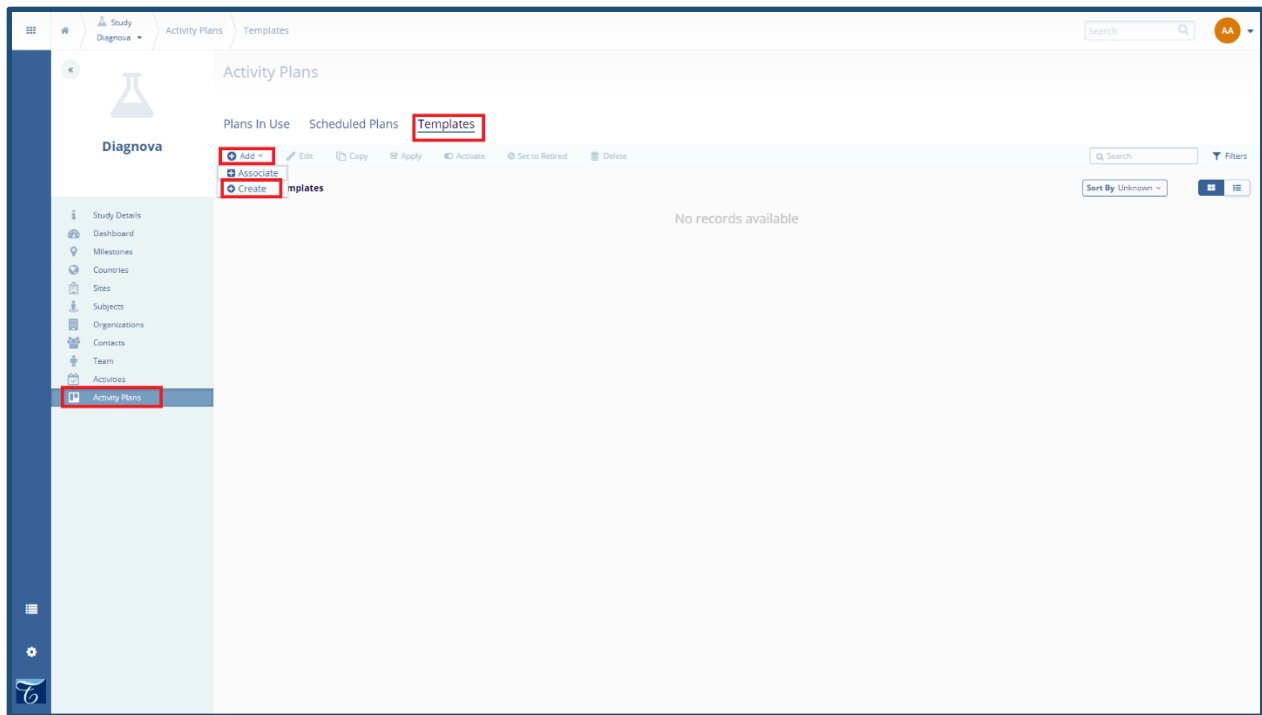 Study
Diagnova
Activity Plans
Templates
Search
AA
Activity Plans
Diagnova
Plans In Use Scheduled Plans Templates
Add Edit Copy Apply Activate Set to Retired Delete
Search
Filters
Associate
Create
mplates
Sort By Unknown
No records available
Study Details
Dashboard
Milestones
Countries
Sites
Subjects
Organizations
Contacts
Team
Activities
Activity Plans